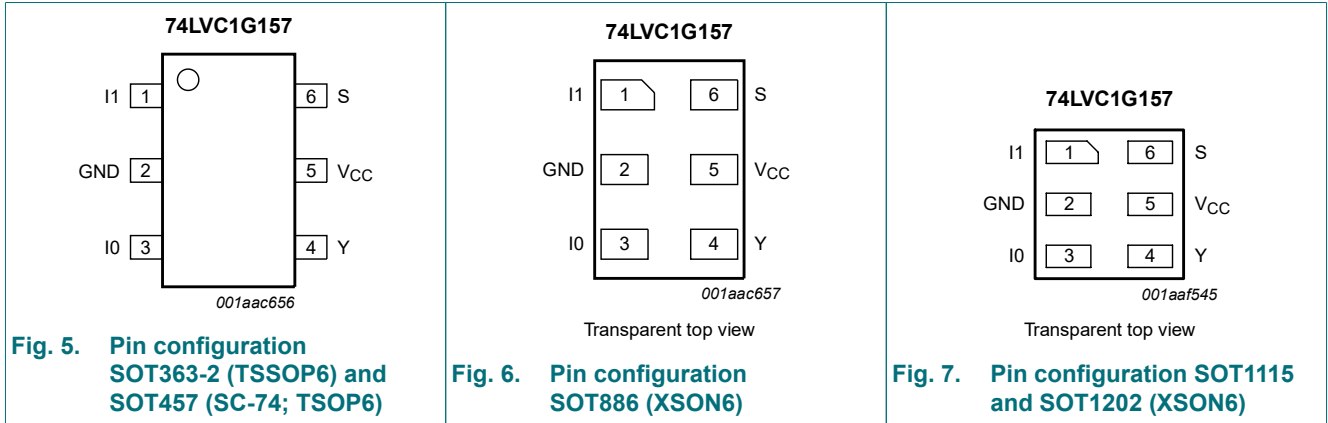 74LVC1G157
I1 1 6 S
GND 2 5 VCC
I0 3 4 Y
001aac656
Fig. 5. Pin configuration
SOT363-2 (TSSOP6) and
SOT457 (SC-74; TSOP6)
74LVC1G157
I1 1 6 S
GND 2 5 VCC
I0 3 4 Y
001aac657
Transparent top view
Fig. 6. Pin configuration
SOT886 (XSON6)
74LVC1G157
I1 1 6 S
GND 2 5 VCC
I0 3 4 Y
001aaf545
Transparent top view
Fig. 7. Pin configuration SOT1115
and SOT1202 (XSON6)